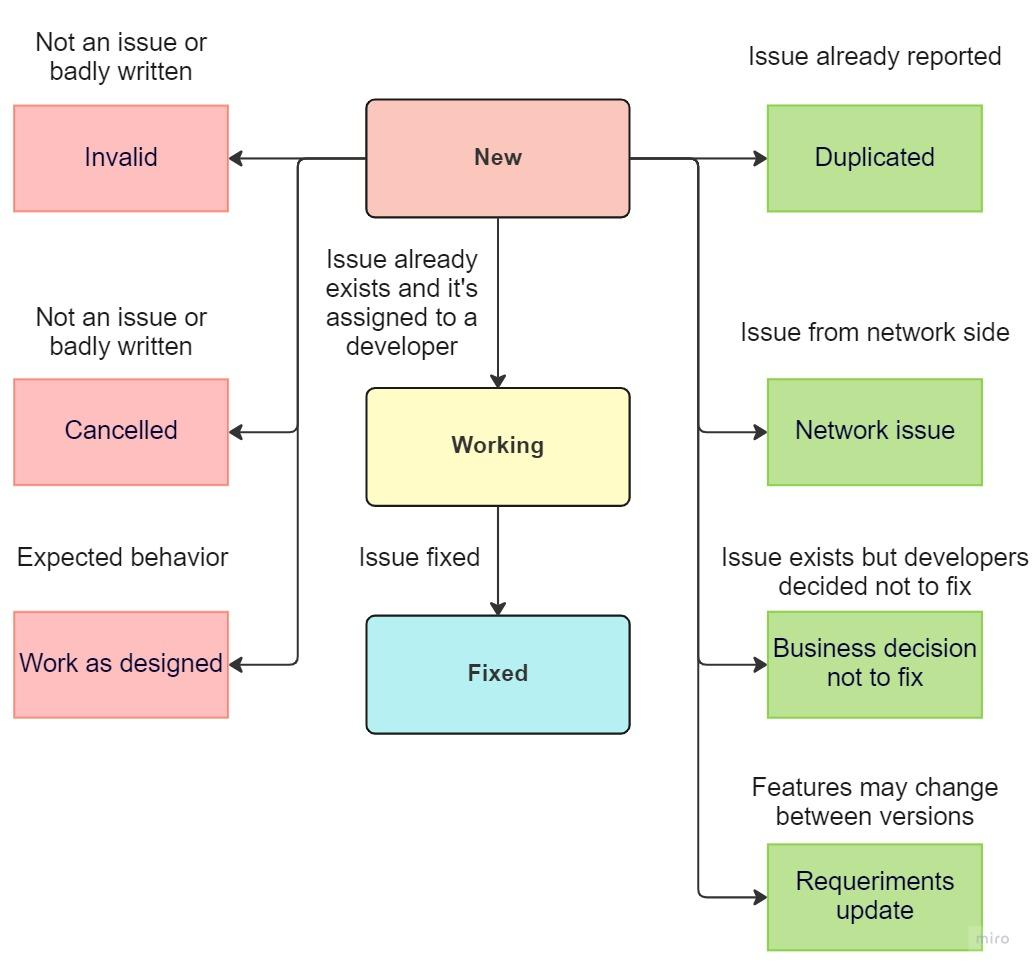 Not an issue or
badly written
Issue already reported
Invalid
New
Duplicated
Issue already
exists and it's
assigned to a
developer
Not an issue or
badly written
Issue from network side
Cancelled
Working
Network issue
Expected behavior
Issue fixed
Issue exists but developers
decided not to fix
Work as designed
Fixed
Business decision
not to fix
Features may change
between versions
Requeriments
update
miro